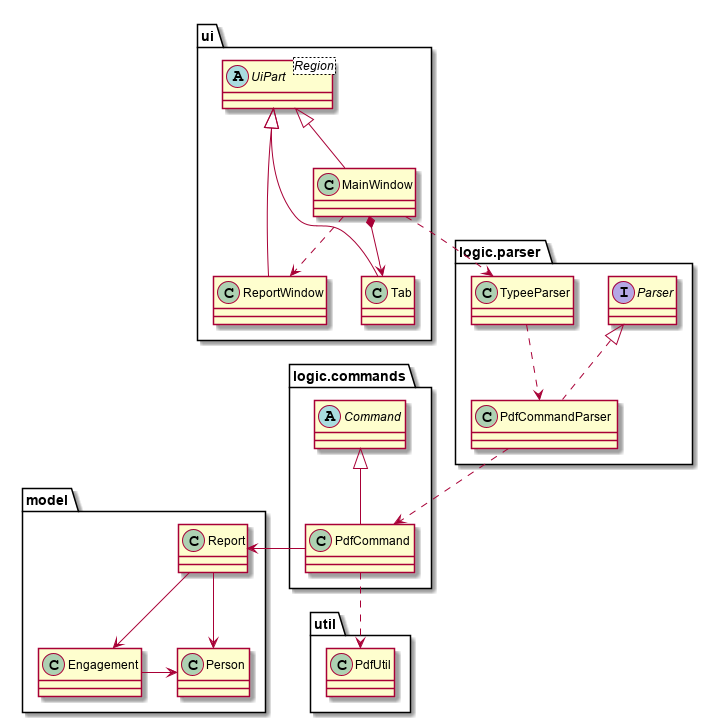 ui
A UiPart
Region
C MainWindow
C ReportWindow
C Tab
logic.parser
C TypeeParser
I Parser
C PdfCommandParser
logic.commands
A Command
C PdfCommand
model
C Report
C Engagement
C Person
util
C PdfUtil